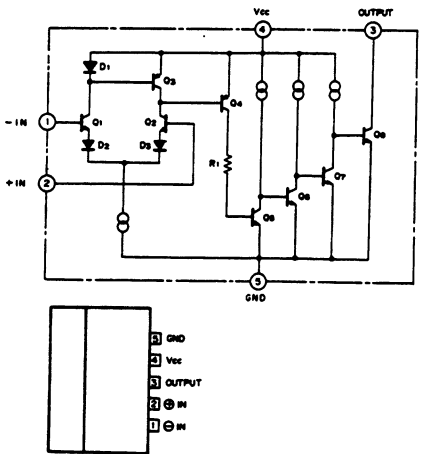 Vcc OUTPUT
4 3
D1
Q3
Q4
Q8
- IN 1 Q1 Q2
D2 D3
R1
Q7
+ IN 2
Q6
Q5
5
GND
5 GND
4 Vcc
3 OUTPUT
2 ⊕ IN
1 ⊖ IN